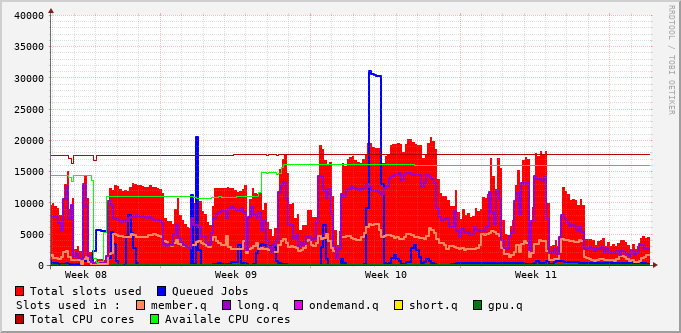 40000
35000
30000
25000
20000
15000
10000
5000
0
Week 08 Week 09 Week 10 Week 11
Total slots used Queued Jobs
Slots used in : member.q long.q ondemand.q short.q gpu.q
Total CPU cores Availale CPU cores
RRDTOOL / TOBI OETIKER